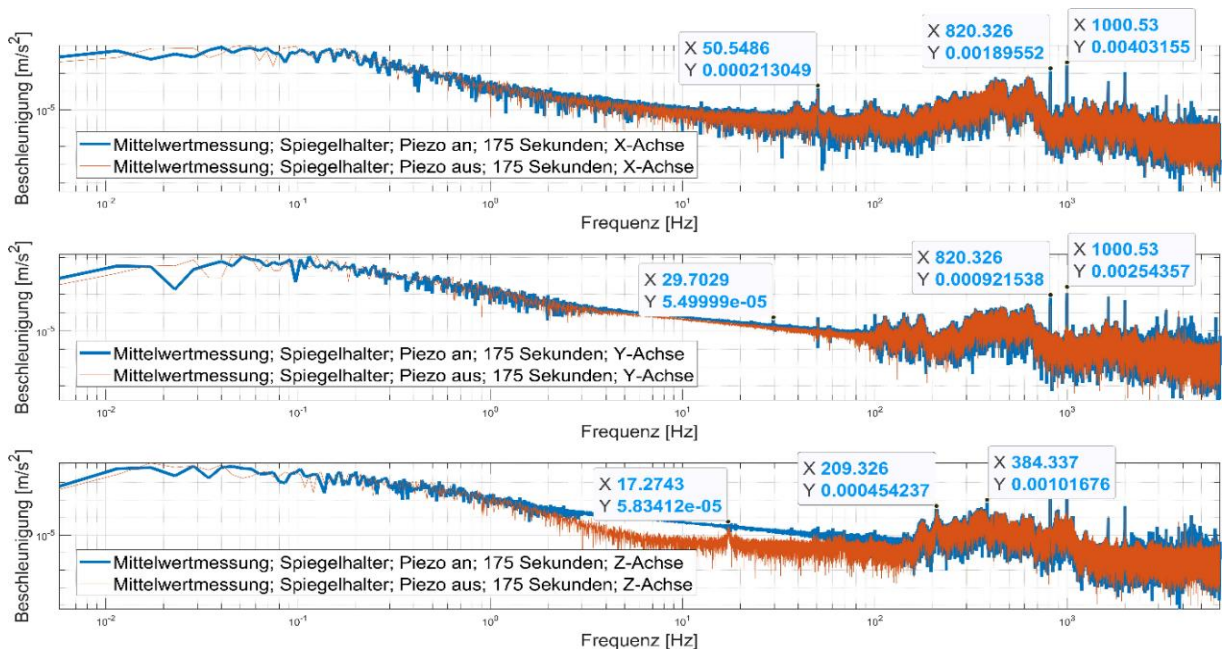 Beschleunigung [m/s²]
10⁻⁵
X 50.5486
Y 0.000213049
X 820.326
Y 0.00189552
X 1000.53
Y 0.00403155
Mittelwertmessung; Spiegelhalter; Piezo an; 175 Sekunden; X-Achse
Mittelwertmessung; Spiegelhalter; Piezo aus; 175 Sekunden; X-Achse
10⁻² 10⁻¹ 10⁰ 10¹ 10² 10³
Frequenz [Hz]
Beschleunigung [m/s²]
10⁻⁵
X 29.7029
Y 5.49999e-05
X 820.326
Y 0.000921538
X 1000.53
Y 0.00254357
Mittelwertmessung; Spiegelhalter; Piezo an; 175 Sekunden; Y-Achse
Mittelwertmessung; Spiegelhalter; Piezo aus; 175 Sekunden; Y-Achse
10⁻² 10⁻¹ 10⁰ 10¹ 10² 10³
Frequenz [Hz]
Beschleunigung [m/s²]
10⁻⁵
X 17.2743
Y 5.83412e-05
X 209.326
Y 0.000454237
X 384.337
Y 0.00101676
Mittelwertmessung; Spiegelhalter; Piezo an; 175 Sekunden; Z-Achse
Mittelwertmessung; Spiegelhalter; Piezo aus; 175 Sekunden; Z-Achse
10⁻² 10⁻¹ 10⁰ 10¹ 10² 10³
Frequenz [Hz]